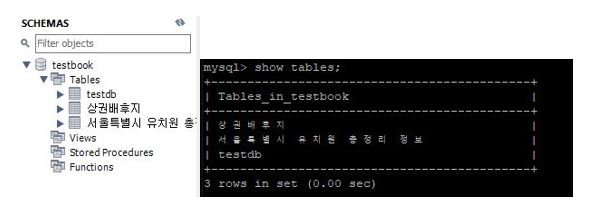 SCHEMAS
Filter objects
testbook
Tables
testdb
상권배후지
서울특별시 유치원 총
Views
Stored Procedures
Functions
mysql> show tables;
+------------------------------------------+
| Tables_in_testbook |
+------------------------------------------+
| 상권배후지 |
| 서울특별시 유치원 총정리 정보 |
| testdb |
+------------------------------------------+
3 rows in set (0.00 sec)